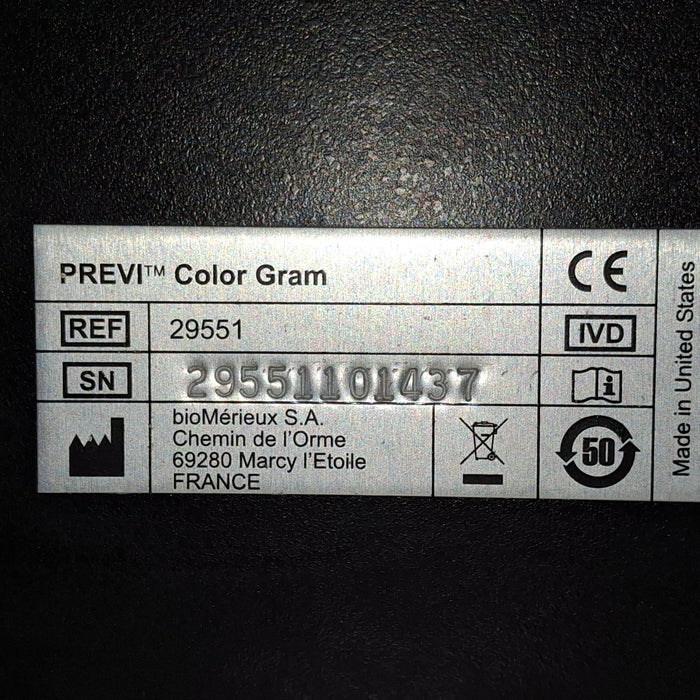 PREVI™ Color Gram
CE
REF 29551
IVD
SN 29551101437
bioMérieux S.A.
Chemin de l'Orme
69280 Marcy l'Etoile
FRANCE
50
Made in United States